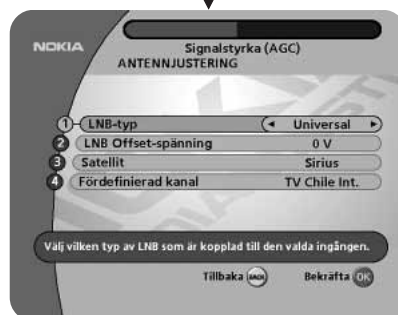 NOKIA
Signalstyrka (AGC)
ANTENNJUSTERING
1 LNB-typ Universal
2 LNB Offset-spänning 0 V
3 Satellit Sirius
4 Fördefinierad kanal TV Chile Int.
Välj vilken typ av LNB som är kopplad till den valda ingången.
Tillbaka BACK Bekräfta OK